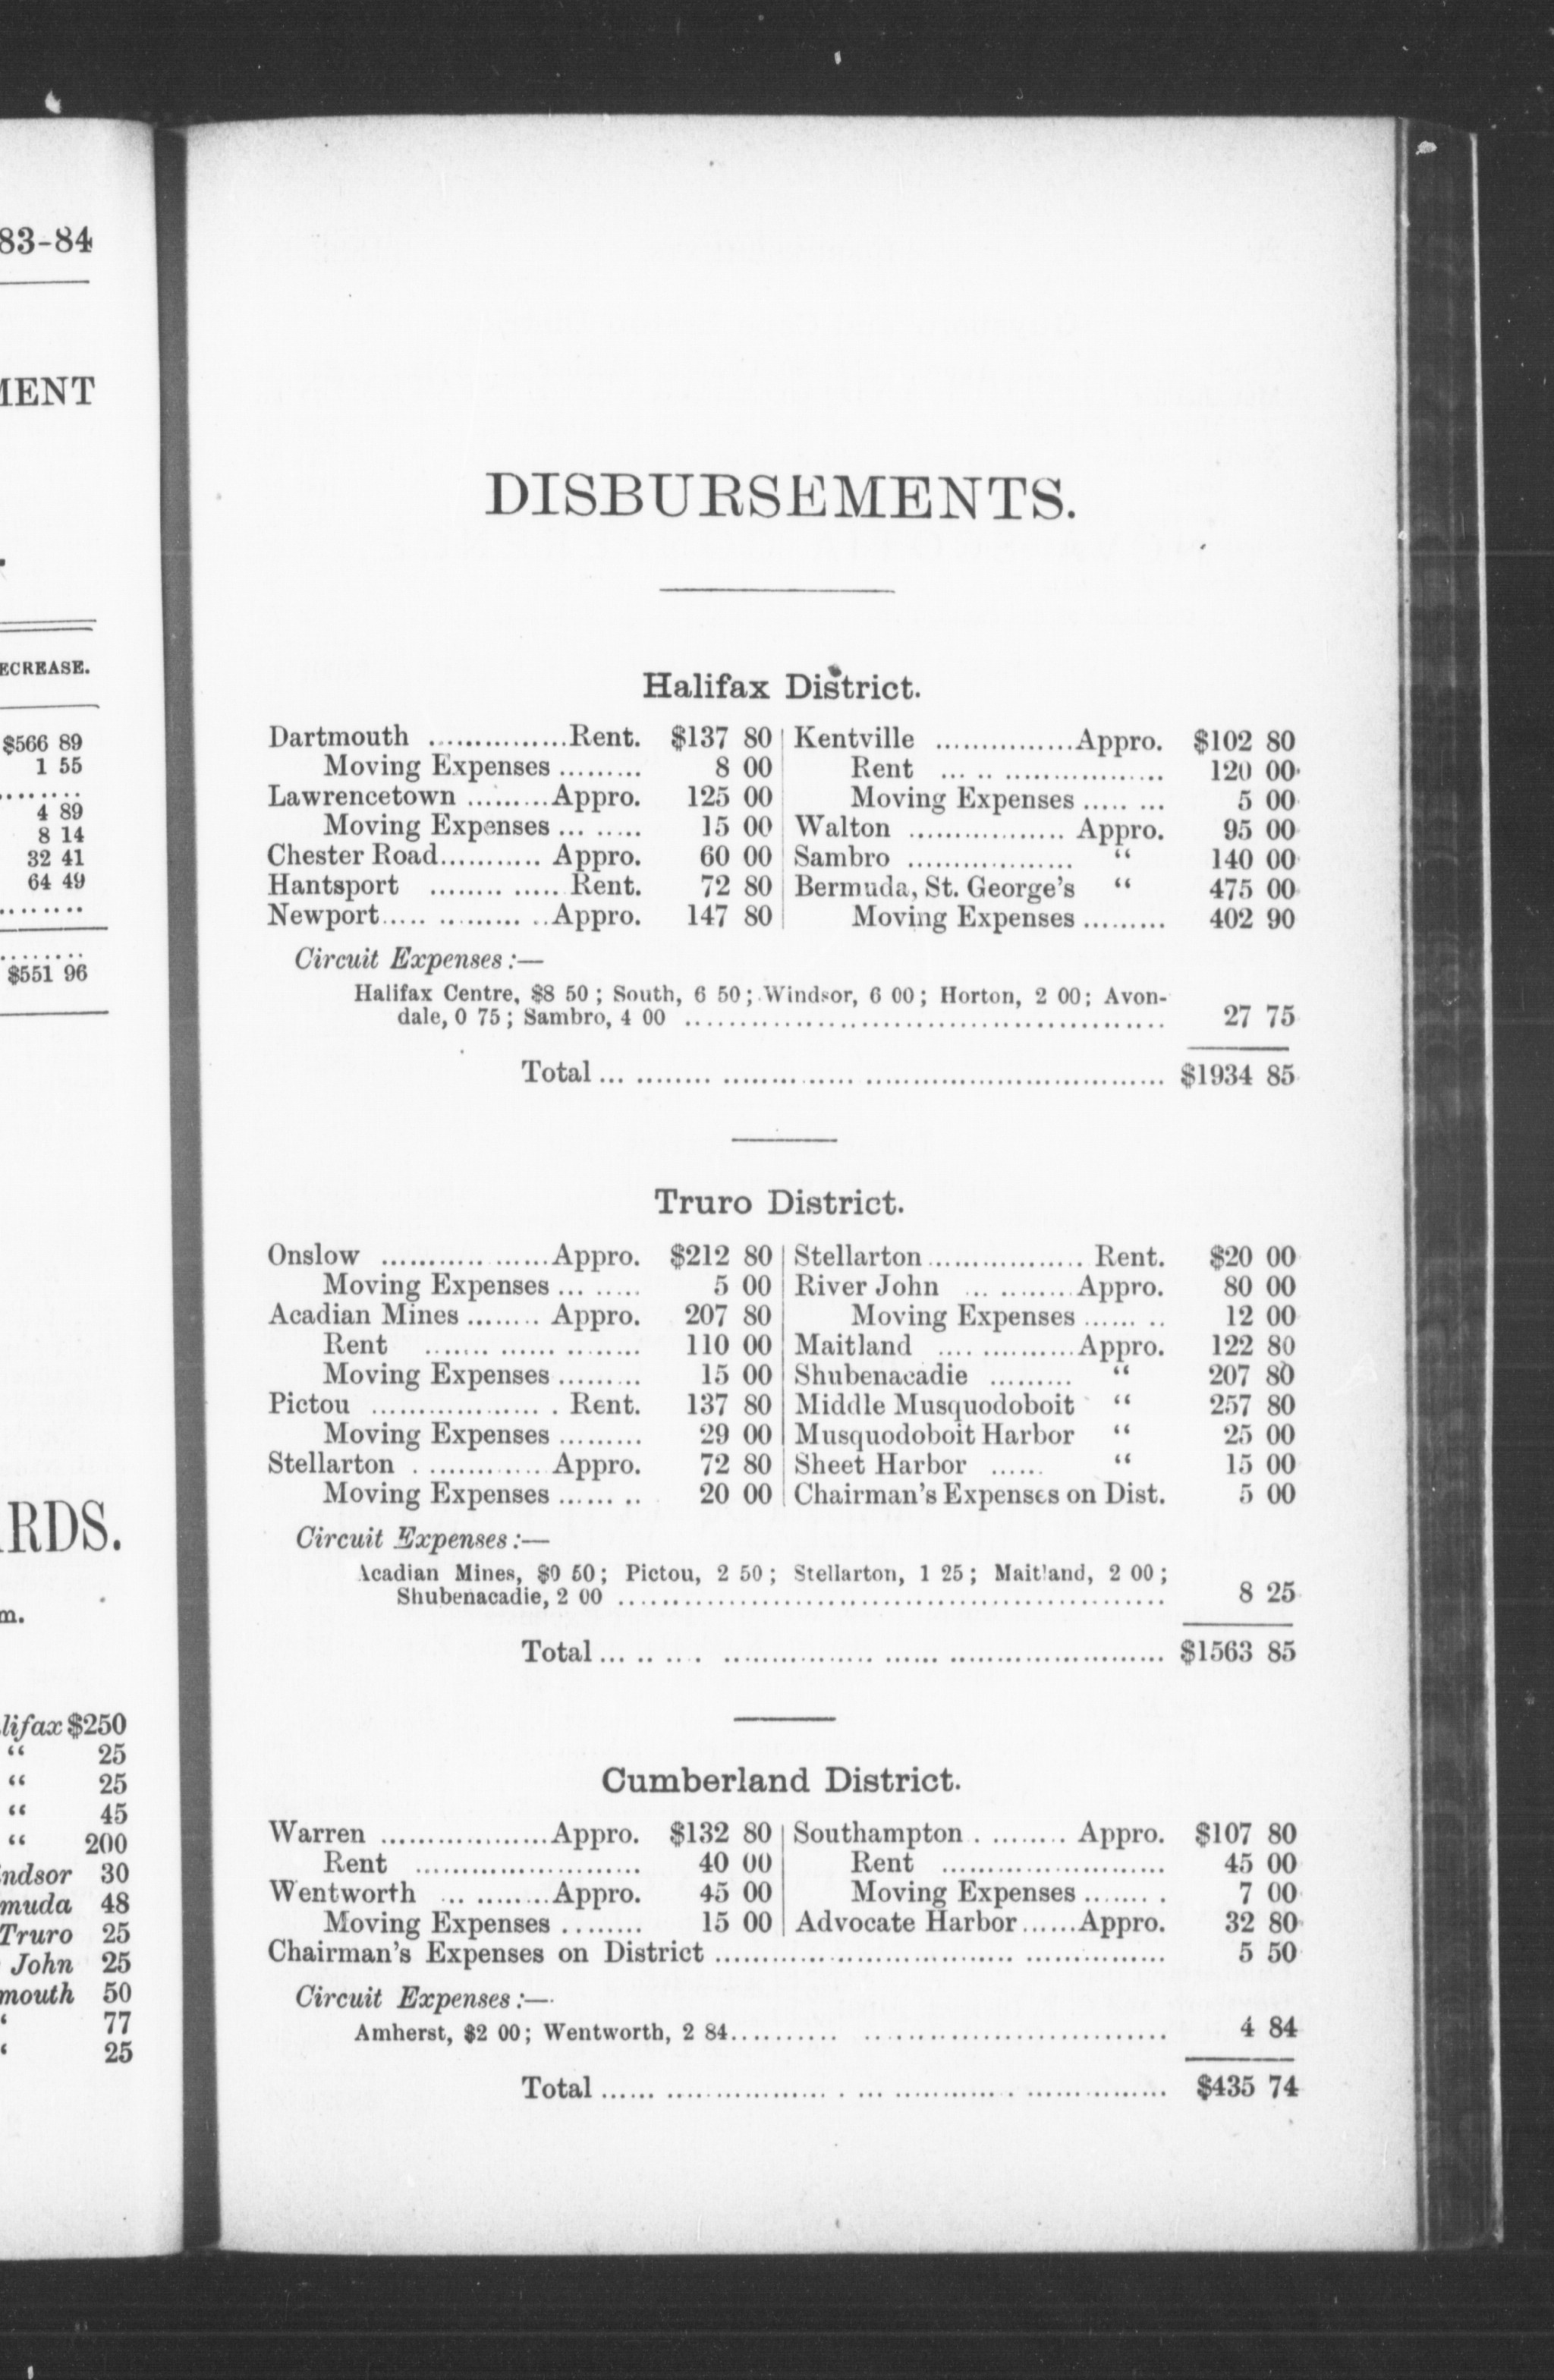 83-84
MENT
ECREASE.
$566 89
1 55
........
4 89
8 14
32 41
64 49
........
........
$551 96
RDS.
m.
lifax $250
“ 25
“ 25
“ 45
“ 200
ndsor 30
muda 48
Truro 25
John 25
mouth 50
“ 77
“ 25
DISBURSEMENTS.
Halifax District.
Dartmouth ............... Rent. $137 80
Moving Expenses ......... 8 00
Lawrencetown ......... Appro. 125 00
Moving Expenses ... ...... 15 00
Chester Road........... Appro. 60 00
Hantsport ........ ..... Rent. 72 80
Newport..... ......... .. Appro. 147 80
Kentville ............... Appro. $102 80
Rent ... .. .................. 120 00
Moving Expenses ..... ... 5 00
Walton ................. Appro. 95 00
Sambro .................. “ 140 00
Bermuda, St. George's “ 475 00
Moving Expenses ......... 402 90
Circuit Expenses :—
Halifax Centre, $8 50 ; South, 6 50 ; Windsor, 6 00 ; Horton, 2 00; Avon-
dale, 0 75 ; Sambro, 4 00 ............................................ 27 75
Total ... ......... .............. ................................. $1934 85
Truro District.
Onslow ........... ...... Appro. $212 80
Moving Expenses ... ...... 5 00
Acadian Mines ........ Appro. 207 80
Rent ....... ...... ........ 110 00
Moving Expenses ......... 15 00
Pictou .................. . Rent. 137 80
Moving Expenses ......... 29 00
Stellarton . ............ Appro. 72 80
Moving Expenses ...... .. 20 00
Stellarton ................. Rent. $20 00
River John ... ......... Appro. 80 00
Moving Expenses ...... .. 12 00
Maitland .... .......... Appro. 122 80
Shubenacadie ......... “ 207 80
Middle Musquodoboit “ 257 80
Musquodoboit Harbor “ 25 00
Sheet Harbor ...... “ 15 00
Chairman's Expenses on Dist. 5 00
Circuit Expenses :—
Acadian Mines, $0 50 ; Pictou, 2 50 ; Stellarton, 1 25 ; Maitland, 2 00 ;
Shubenacadie, 2 00 .................................................. 8 25
Total ... .. .... ................ ...... ....................... $1563 85
Cumberland District.
Warren .................. Appro. $132 80
Rent ........................ 40 00
Wentworth ... ......... Appro. 45 00
Moving Expenses ........ 15 00
Southampton . ........ Appro. $107 80
Rent ........................ 45 00
Moving Expenses ....... . 7 00
Advocate Harbor ...... Appro. 32 80
Chairman's Expenses on District ................................ ............... 5 50
Circuit Expenses :—
Amherst, $2 00 ; Wentworth, 2 84........... ................................. 4 84
Total ...... ................. . ... ............ . ............... $435 74